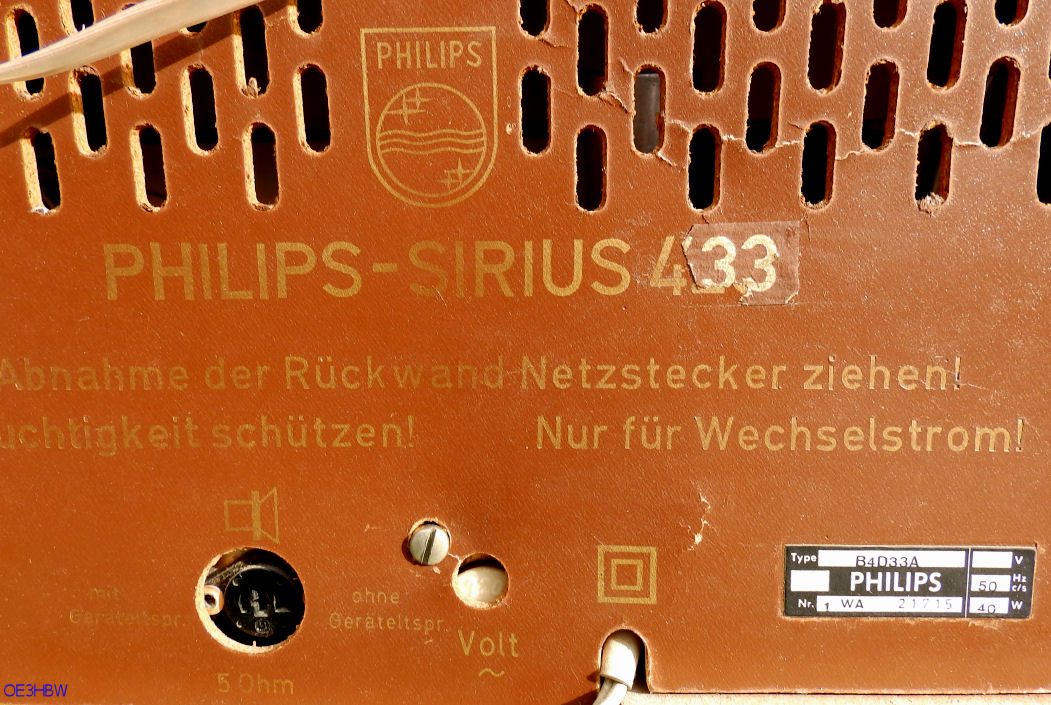 PHILIPS
PHILIPS-SIRIUS 433
Abnahme der Rückwand Netzstecker ziehen!
uchtigkeit schützen! Nur für Wechselstrom!
mit
Geräteltspr.
ohne
Geräteltspr.
Volt
~
5 Ohm
Type B4D33A V
PHILIPS 50 Hz c/s
Nr. 1 WA 21715 40 W
OE3HBW